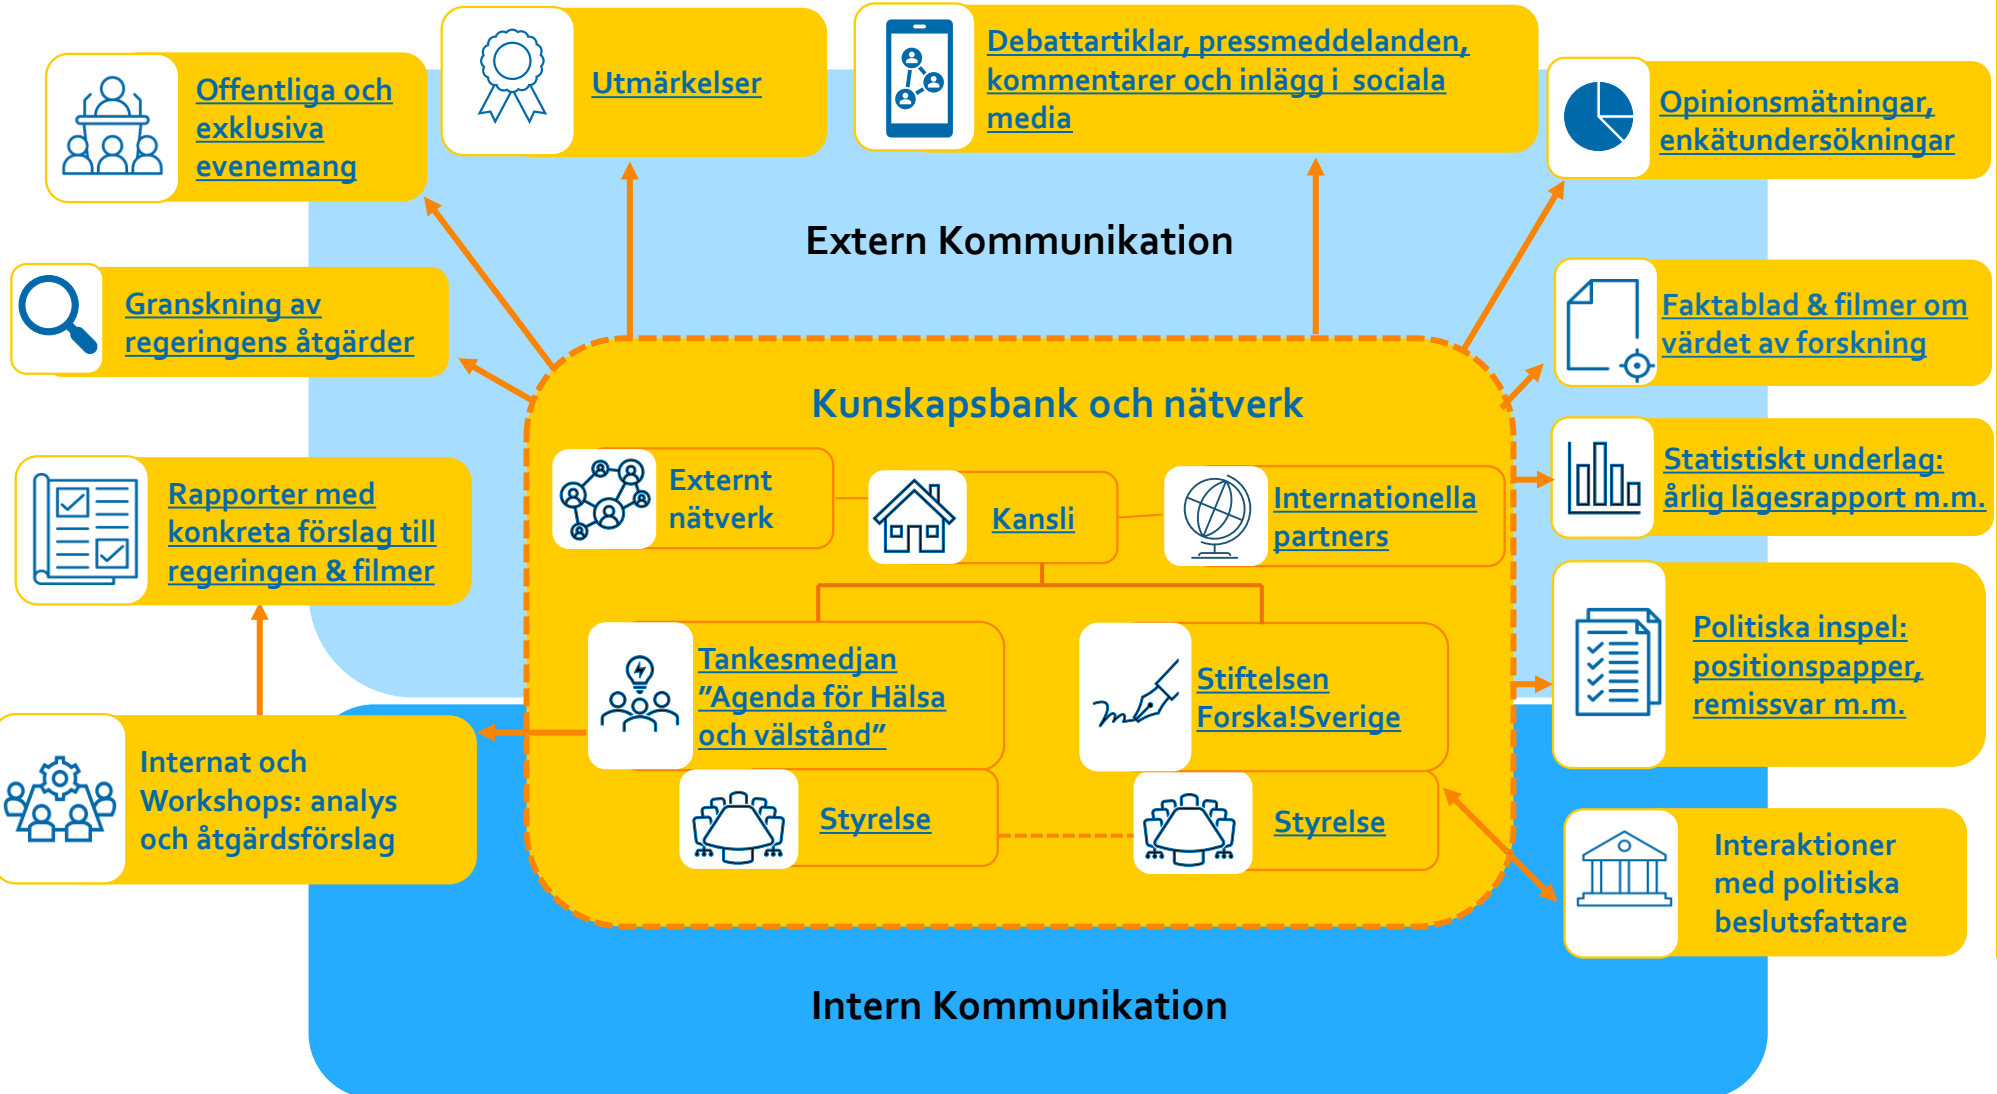 Offentliga och
exklusiva
evenemang
Utmärkelser
Debattartiklar, pressmeddelanden,
kommentarer och inlägg i  sociala
media
Opinionsmätningar,
enkätundersökningar
Extern Kommunikation
Granskning av
regeringens åtgärder
Faktablad & filmer om
värdet av forskning
Kunskapsbank och nätverk
Rapporter med
konkreta förslag till
regeringen & filmer
Externt
nätverk
Kansli
Internationella
partners
Statistiskt underlag:
årlig lägesrapport m.m.
Tankesmedjan
”Agenda för Hälsa
och välstånd”
Stiftelsen
Forska!Sverige
Politiska inspel:
positionspapper,
remissvar m.m.
Internat och
Workshops: analys
och åtgärdsförslag
Styrelse
Styrelse
Interaktioner
med politiska
beslutsfattare
Intern Kommunikation